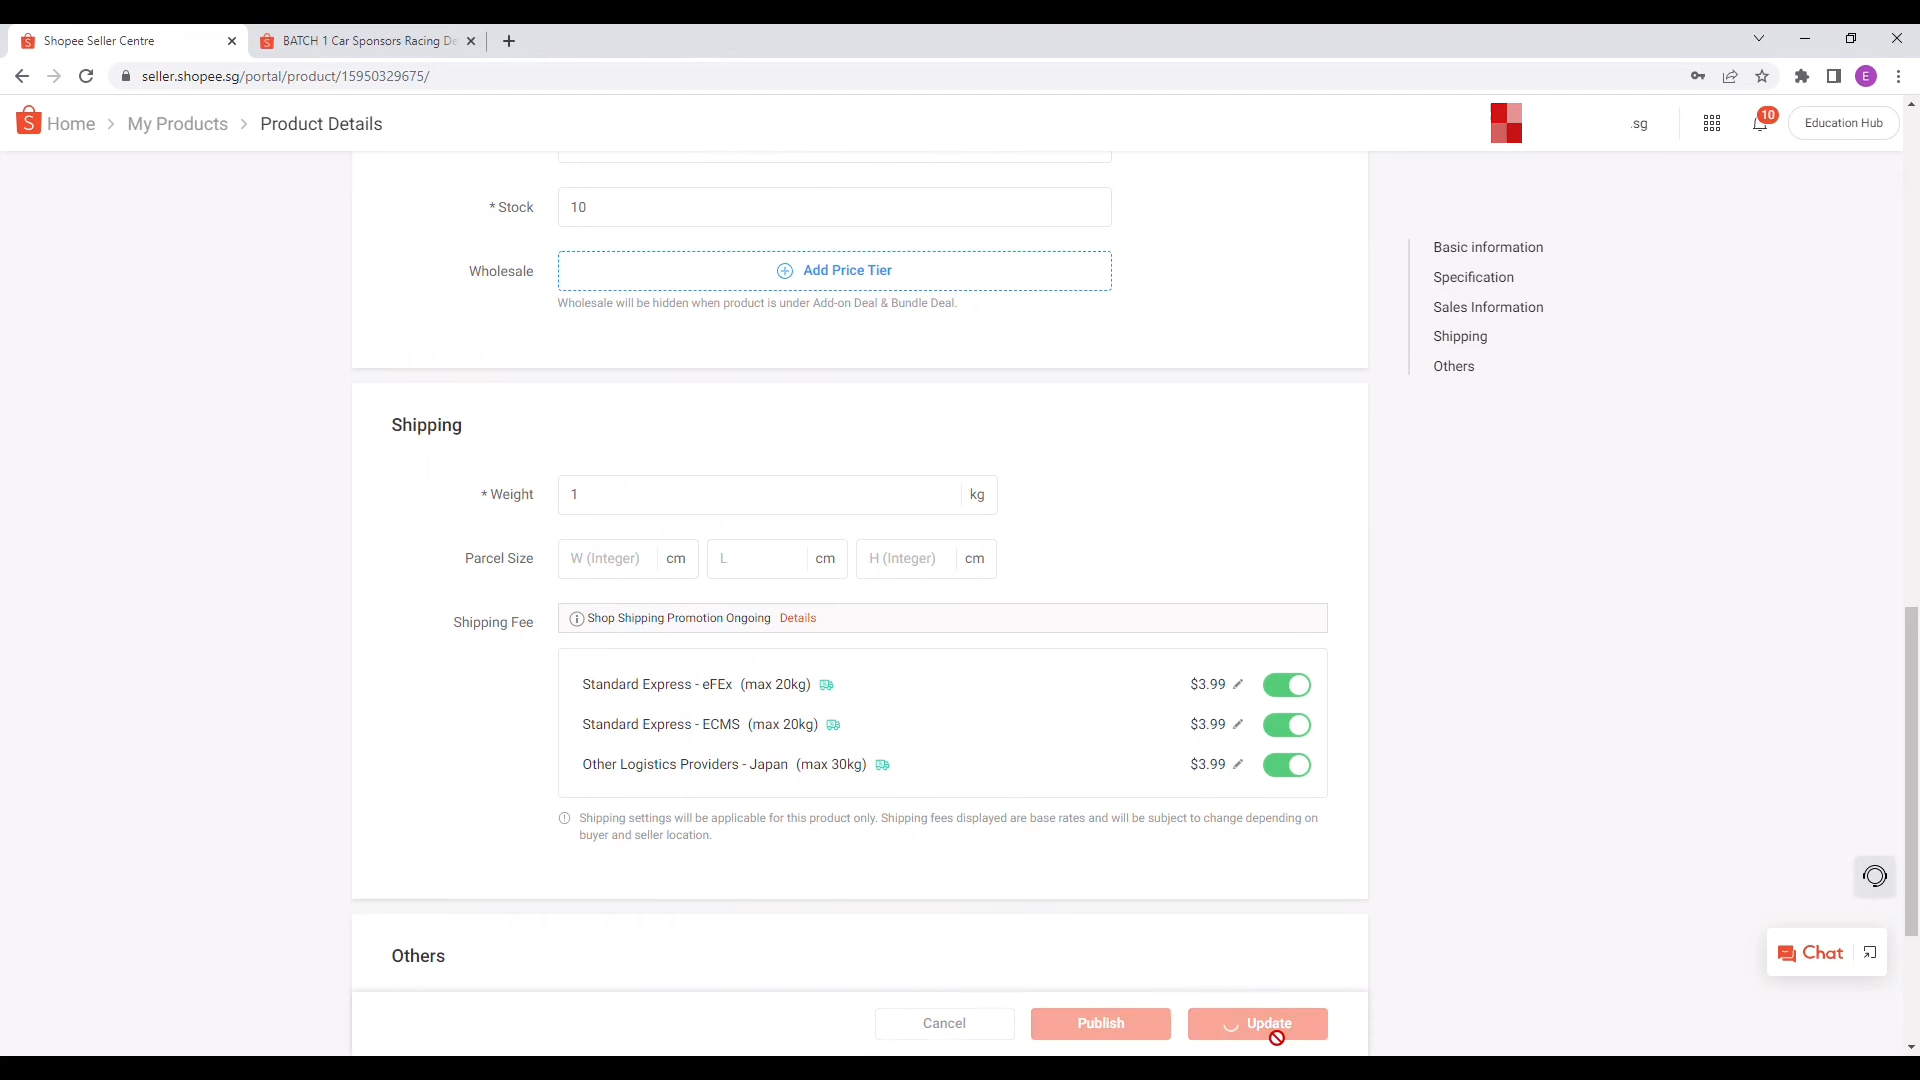 Shopee Seller Centre
BATCH 1 Car Sponsors Racing De
seller.shopee.sg/portal/product/15950329675/
E
Home > My Products > Product Details
.sg
10
Education Hub
* Stock
10
Wholesale
Add Price Tier
Wholesale will be hidden when product is under Add-on Deal & Bundle Deal.
Basic information
Specification
Sales Information
Shipping
Others
Shipping
* Weight
1
kg
Parcel Size
W (Integer)
cm
L
cm
H (Integer)
cm
Shipping Fee
Shop Shipping Promotion Ongoing Details
Standard Express - eFEx (max 20kg)
$3.99
Standard Express - ECMS (max 20kg)
$3.99
Other Logistics Providers - Japan (max 30kg)
$3.99
Shipping settings will be applicable for this product only. Shipping fees displayed are base rates and will be subject to change depending on
buyer and seller location.
Others
Chat
Cancel
Publish
Update